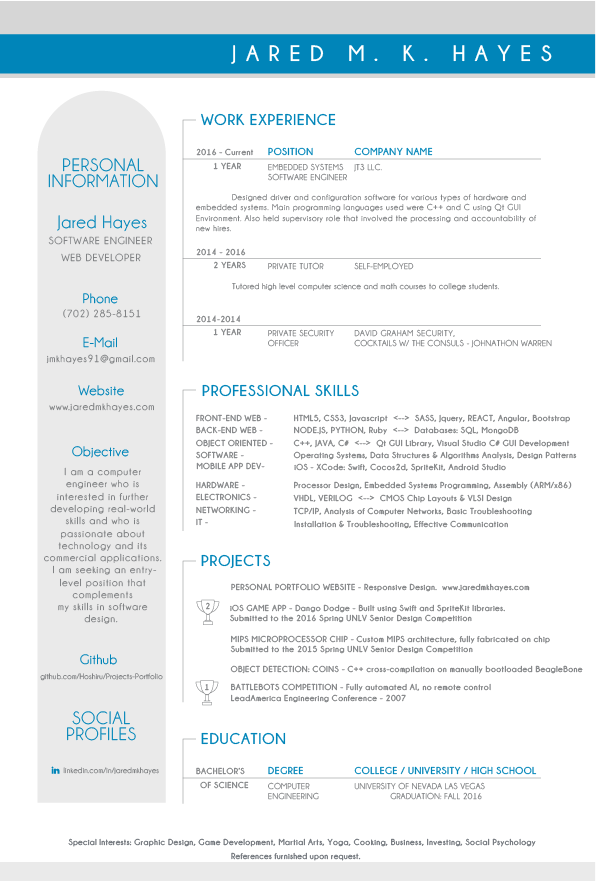 JARED M. K. HAYES
PERSONAL
INFORMATION
Jared Hayes
SOFTWARE ENGINEER
WEB DEVELOPER
Phone
(702) 285-8151
E-Mail
jmkhayes91@gmail.com
Website
www.jaredmkhayes.com
Objective
I am a computer
engineer who is
interested in further
developing real-world
skills and who is
passionate about
technology and its
commercial applications.
I am seeking an entry-
level position that
complements
my skills in software
design.
Github
github.com/Hoshiru/Projects-Portfolio
SOCIAL
PROFILES
in linkedin.com/in/jaredmkhayes
WORK EXPERIENCE
2016 - Current POSITION COMPANY NAME
1 YEAR EMBEDDED SYSTEMS JT3 LLC.
SOFTWARE ENGINEER
Designed driver and configuration software for various types of hardware and
embedded systems. Main programming languages used were C++ and C using Qt GUI
Environment. Also held supervisory role that involved the processing and accountability of
new hires.
2014 - 2016
2 YEARS PRIVATE TUTOR SELF-EMPLOYED
Tutored high level computer science and math courses to college students.
2014-2014
1 YEAR PRIVATE SECURITY DAVID GRAHAM SECURITY,
OFFICER COCKTAILS W/ THE CONSULS - JOHNATHON WARREN
PROFESSIONAL SKILLS
FRONT-END WEB - HTML5, CSS3, Javascript <--> SASS, Jquery, REACT, Angular, Bootstrap
BACK-END WEB - NODE.JS, PYTHON, Ruby <--> Databases: SQL, MongoDB
OBJECT ORIENTED - C++, JAVA, C# <--> Qt GUI Library, Visual Studio C# GUI Development
SOFTWARE - Operating Systems, Data Structures & Algorithms Analysis, Design Patterns
MOBILE APP DEV- iOS - XCode: Swift, Cocos2d, SpriteKit, Android Studio
HARDWARE - Processor Design, Embedded Systems Programming, Assembly (ARM/x86)
ELECTRONICS - VHDL, VERILOG <--> CMOS Chip Layouts & VLSI Design
NETWORKING - TCP/IP, Analysis of Computer Networks, Basic Troubleshooting
IT - Installation & Troubleshooting, Effective Communication
PROJECTS
PERSONAL PORTFOLIO WEBSITE - Responsive Design. www.jaredmkhayes.com
2 iOS GAME APP - Dango Dodge - Built using Swift and SpriteKit libraries.
Submitted to the 2016 Spring UNLV Senior Design Competition
MIPS MICROPROCESSOR CHIP - Custom MIPS architecture, fully fabricated on chip
Submitted to the 2015 Spring UNLV Senior Design Competition
OBJECT DETECTION: COINS - C++ cross-compilation on manually bootloaded BeagleBone
1 BATTLEBOTS COMPETITION - Fully automated AI, no remote control
LeadAmerica Engineering Conference - 2007
EDUCATION
BACHELOR'S DEGREE COLLEGE / UNIVERSITY / HIGH SCHOOL
OF SCIENCE COMPUTER UNIVERSITY OF NEVADA LAS VEGAS
ENGINEERING GRADUATION: FALL 2016
Special Interests: Graphic Design, Game Development, Martial Arts, Yoga, Cooking, Business, Investing, Social Psychology
References furnished upon request.